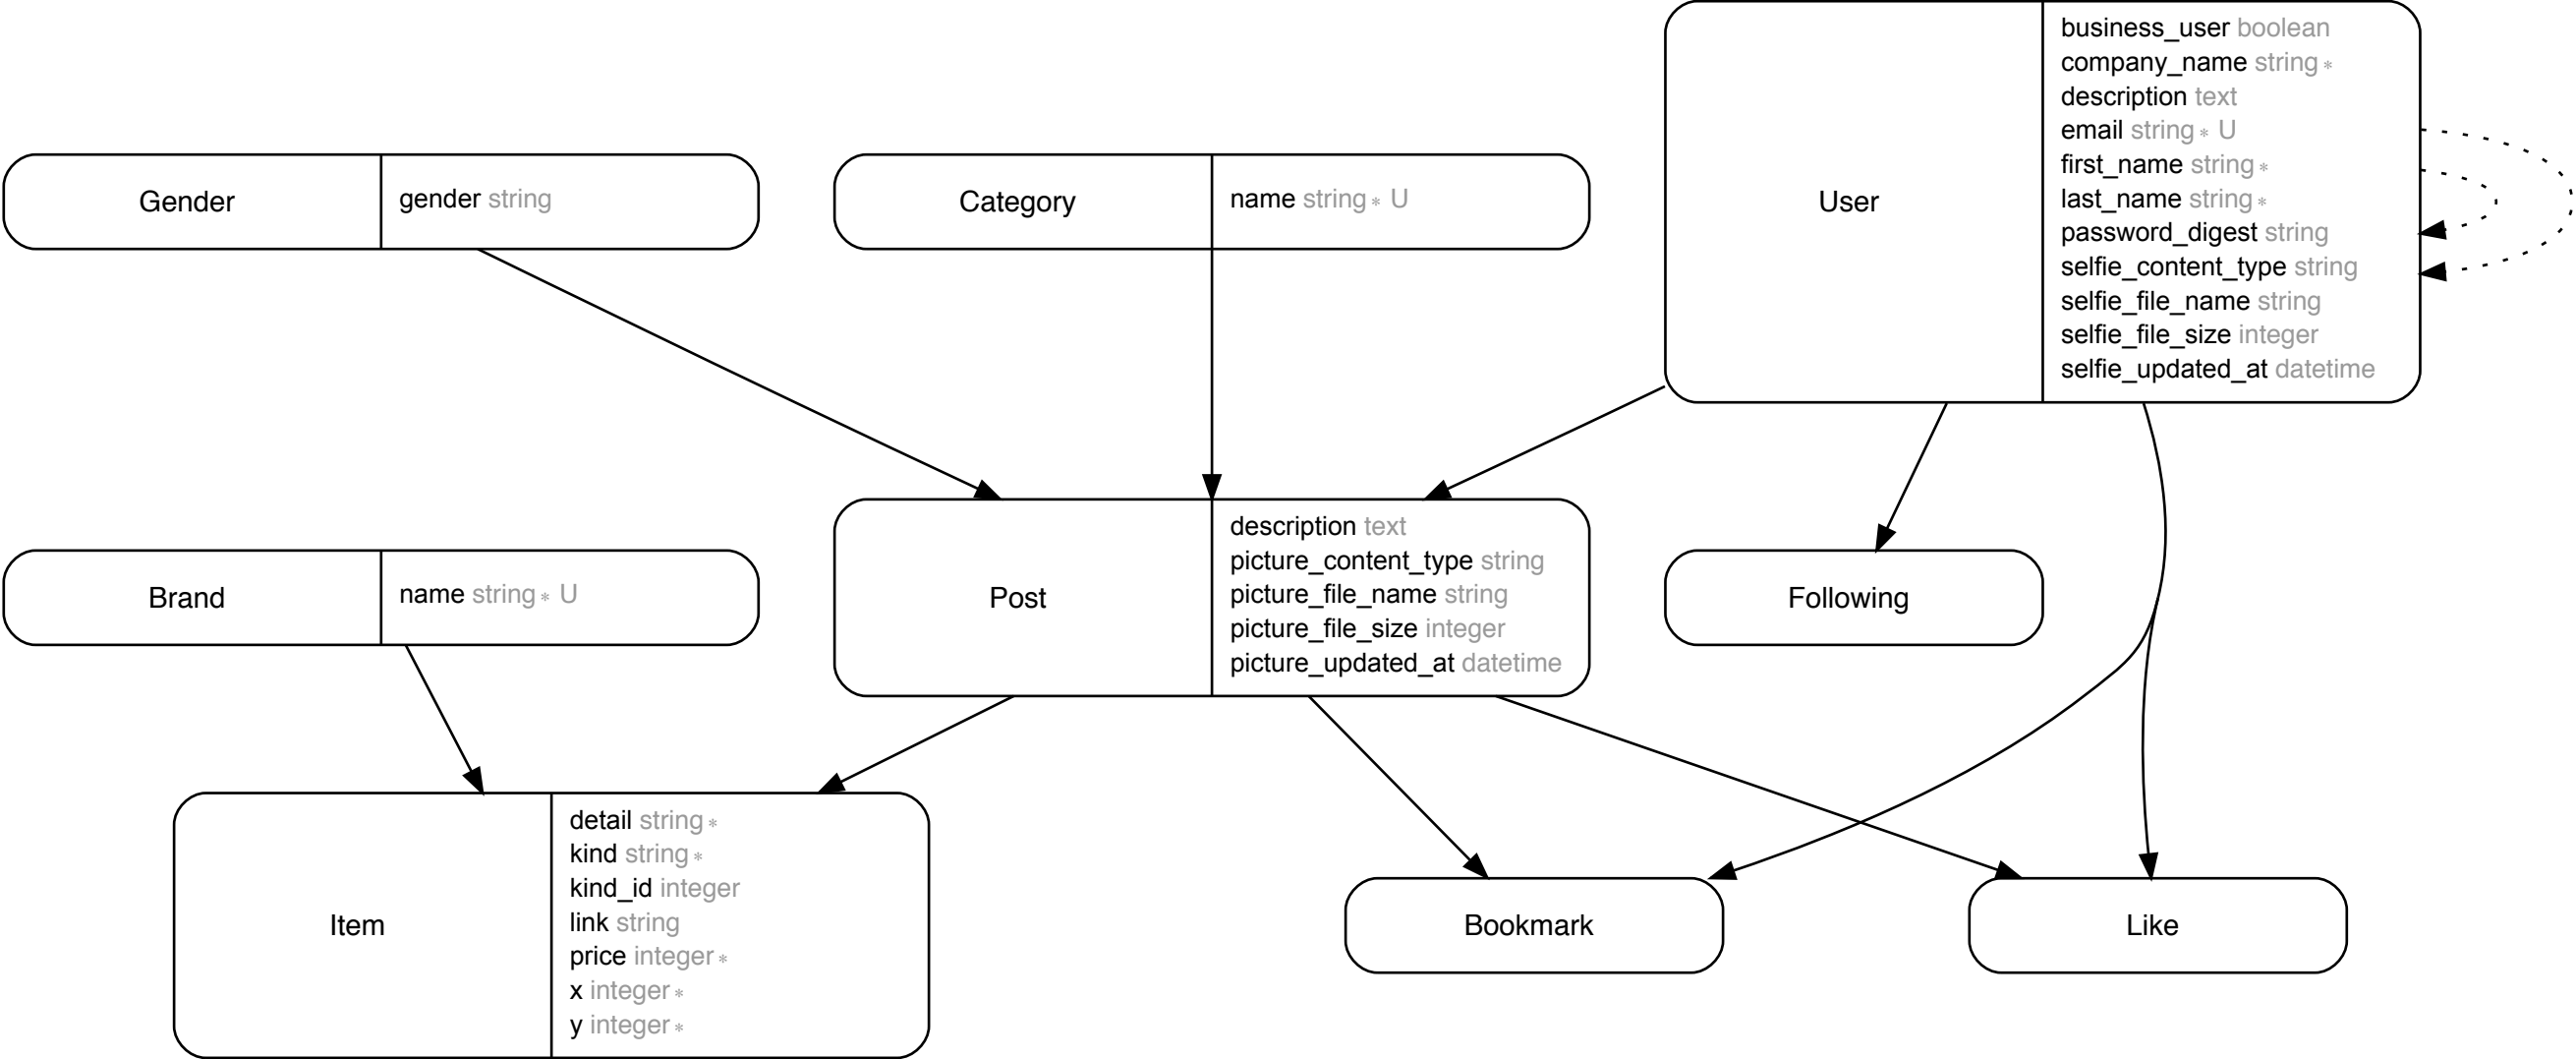 Gender
gender string
Category
name string∗ U
User
business_user boolean
company_name string∗
description text
email string∗ U
first_name string∗
last_name string∗
password_digest string
selfie_content_type string
selfie_file_name string
selfie_file_size integer
selfie_updated_at datetime
Brand
name string∗ U
Post
description text
picture_content_type string
picture_file_name string
picture_file_size integer
picture_updated_at datetime
Following
Item
detail string∗
kind string∗
kind_id integer
link string
price integer∗
x integer∗
y integer∗
Bookmark
Like